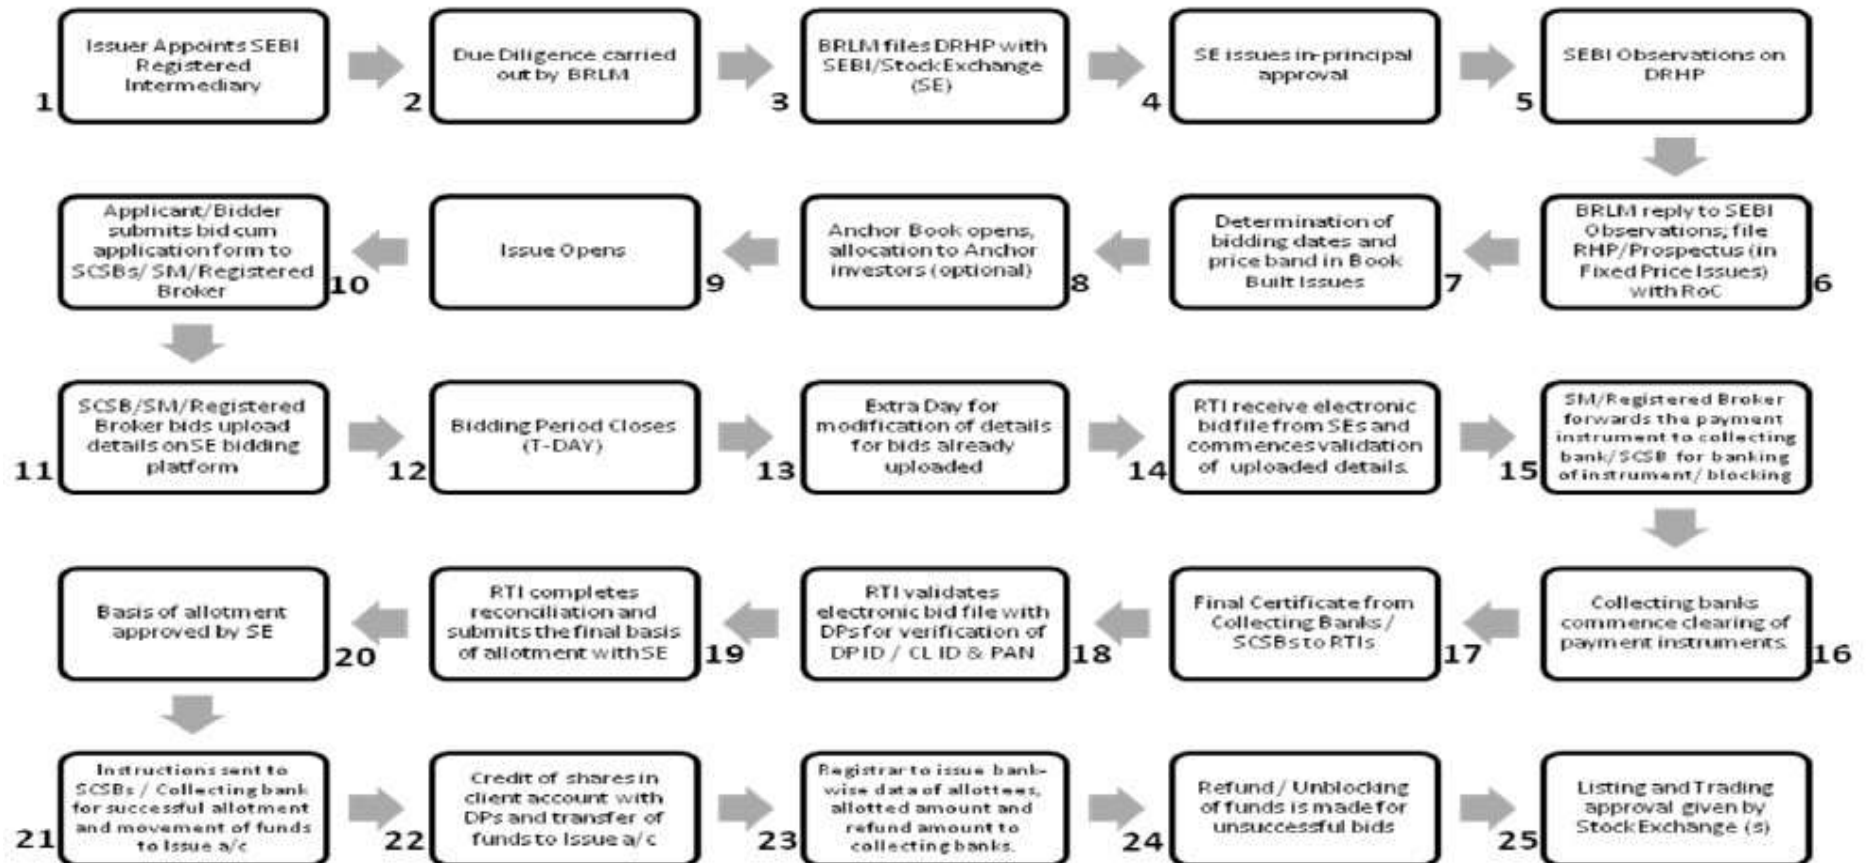 Issuer Appoints SEBI
Registered
Intermediary
1
Due Diligence carried
out by BRLM
2
BRLM files DRHP with
SEBI/Stock Exchange
(SE)
3
SE issues in-principal
approval
4
SEBI Observations on
DRHP
5
BRLM reply to SEBI
Observations; file
RHP/Prospectus (in
Fixed Price Issues)
with RoC
6
Determination of
bidding dates and
price band in Book
Built Issues
7
Anchor Book opens,
allocation to Anchor
investors (optional)
8
Issue Opens
9
Applicant/Bidder
submits bid cum
application form to
SCSBs/ SM/Registered
Broker
10
SCSB/SM/Registered
Broker bids upload
details on SE bidding
platform
11
Bidding Period Closes
(T-DAY)
12
Extra Day for
modification of details
for bids already
uploaded
13
RTI receive electronic
bid file from SEs and
commences validation
of uploaded details.
14
SM/Registered Broker
forwards the payment
instrument to collecting
bank/ SCSB for banking
of instrument/ blocking
15
Collecting banks
commence clearing of
payment instruments.
16
Final Certificate from
Collecting Banks /
SCSBs to RTIs
17
RTI validates
electronic bid file with
DPs for verification of
DPID / CL ID & PAN
18
RTI completes
reconciliation and
submits the final basis
of allotment with SE
19
Basis of allotment
approved by SE
20
Instructions sent to
SCSBs / Collecting bank
for successful allotment
and movement of funds
to Issue a/c
21
Credit of shares in
client account with
DPs and transfer of
funds to Issue a/c
22
Registrar to issue bank-
wise data of allottees,
allotted amount and
refund amount to
collecting banks.
23
Refund / Unblocking
of funds is made for
unsuccessful bids
24
Listing and Trading
approval given by
Stock Exchange (s)
25